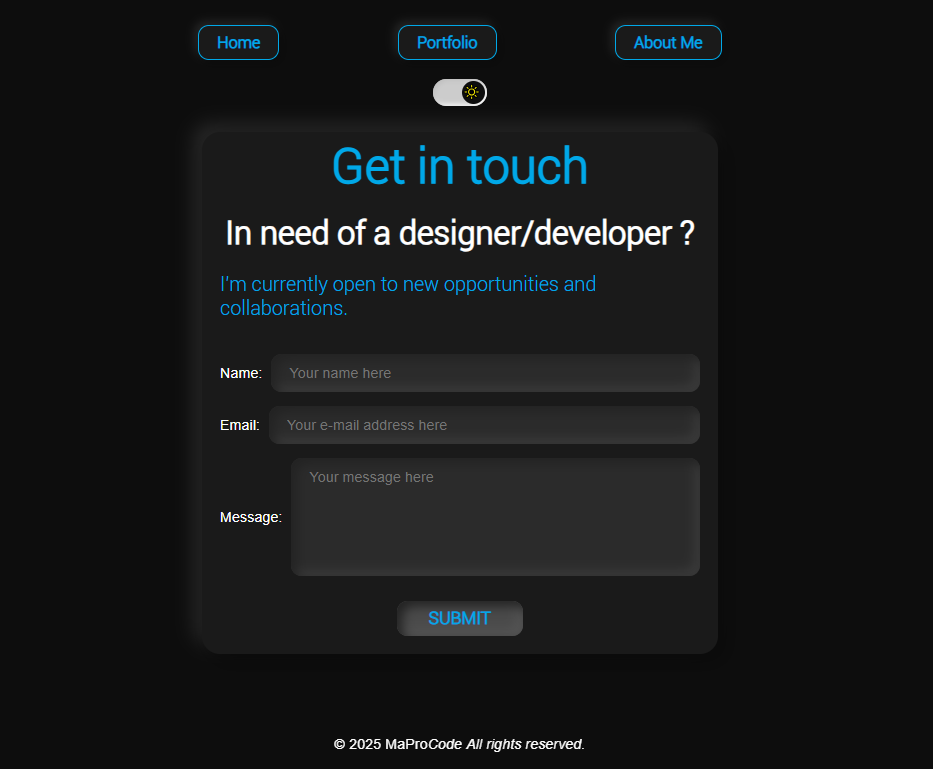 Home Portfolio About Me
Get in touch
In need of a designer/developer ?
I'm currently open to new opportunities and
collaborations.
Name: Your name here
Email: Your e-mail address here
Message: Your message here
SUBMIT
© 2025 MaProCode All rights reserved.